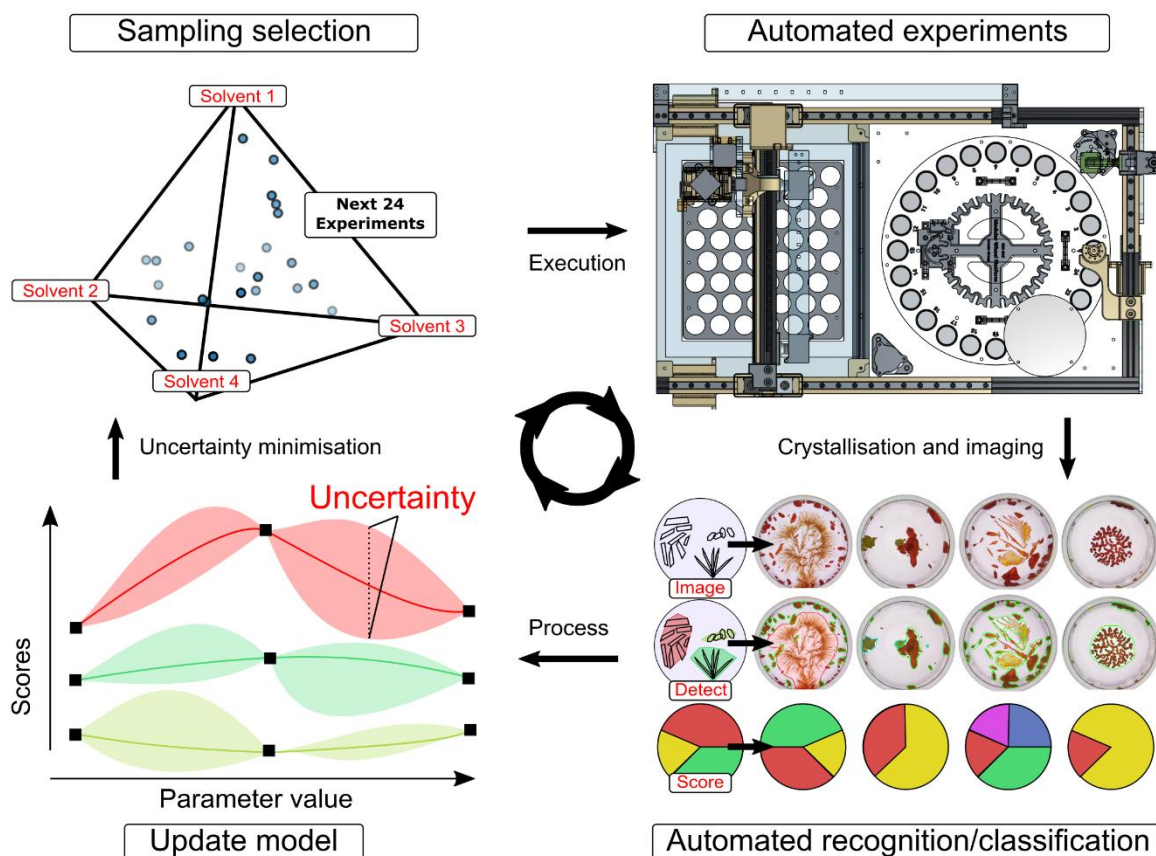 Sampling selection
Automated experiments
Solvent 1
Next 24
Experiments
Solvent 2
Solvent 3
Solvent 4
Execution
Uncertainty minimisation
Crystallisation and imaging
Uncertainty
Image
Process
Detect
Scores
Score
Parameter value
Update model
Automated recognition/classification